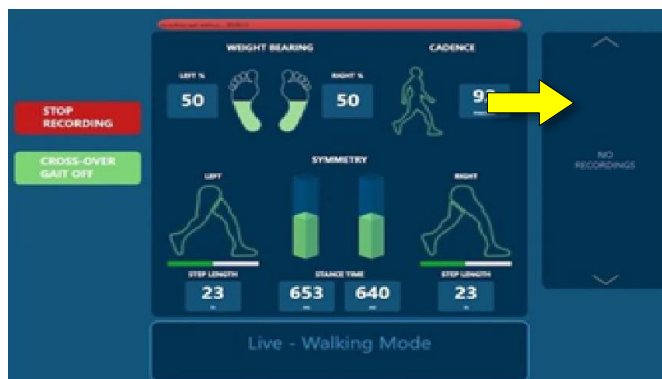 WEIGHT BEARING
CADENCE
LEFT %
RIGHT %
50
50
9
STOP
RECORDING
CROSS-OVER
GAIT OFF
SYMMETRY
LEFT
RIGHT
NO
RECORDINGS
STEP LENGTH
STANCE TIME
STEP LENGTH
23
653
640
23
Live - Walking Mode